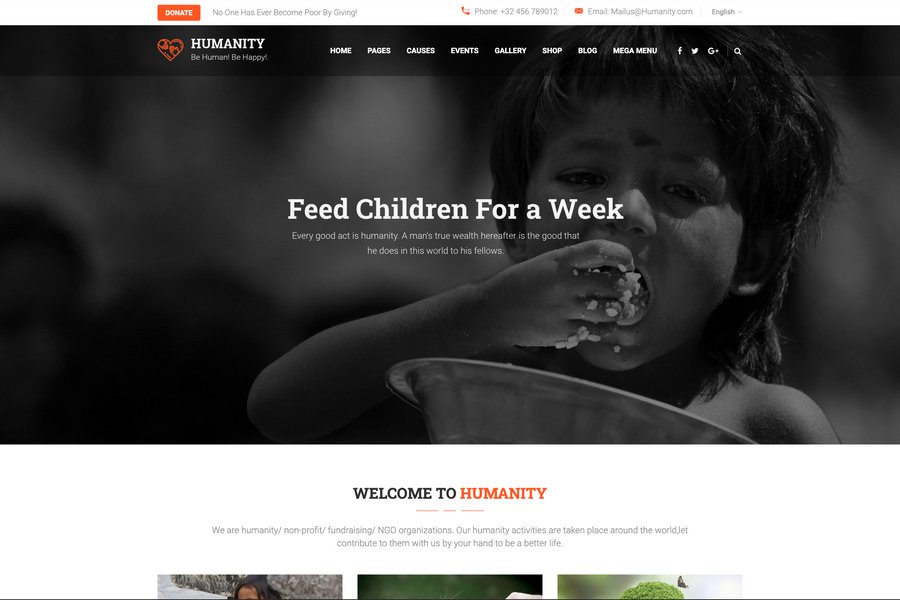 DONATE No One Has Ever Become Poor By Giving! Phone: +32 456 789012 Email: Mailus@Humanity.com English
HUMANITY
Be Human! Be Happy!
HOME PAGES CAUSES EVENTS GALLERY SHOP BLOG MEGA MENU
Feed Children For a Week
Every good act is humanity. A man's true wealth hereafter is the good that
he does in this world to his fellows.
WELCOME TO HUMANITY
We are humanity/ non-profit/ fundraising/ NGO organizations. Our humanity activities are taken place around the world,let
contribute to them with us by your hand to be a better life.